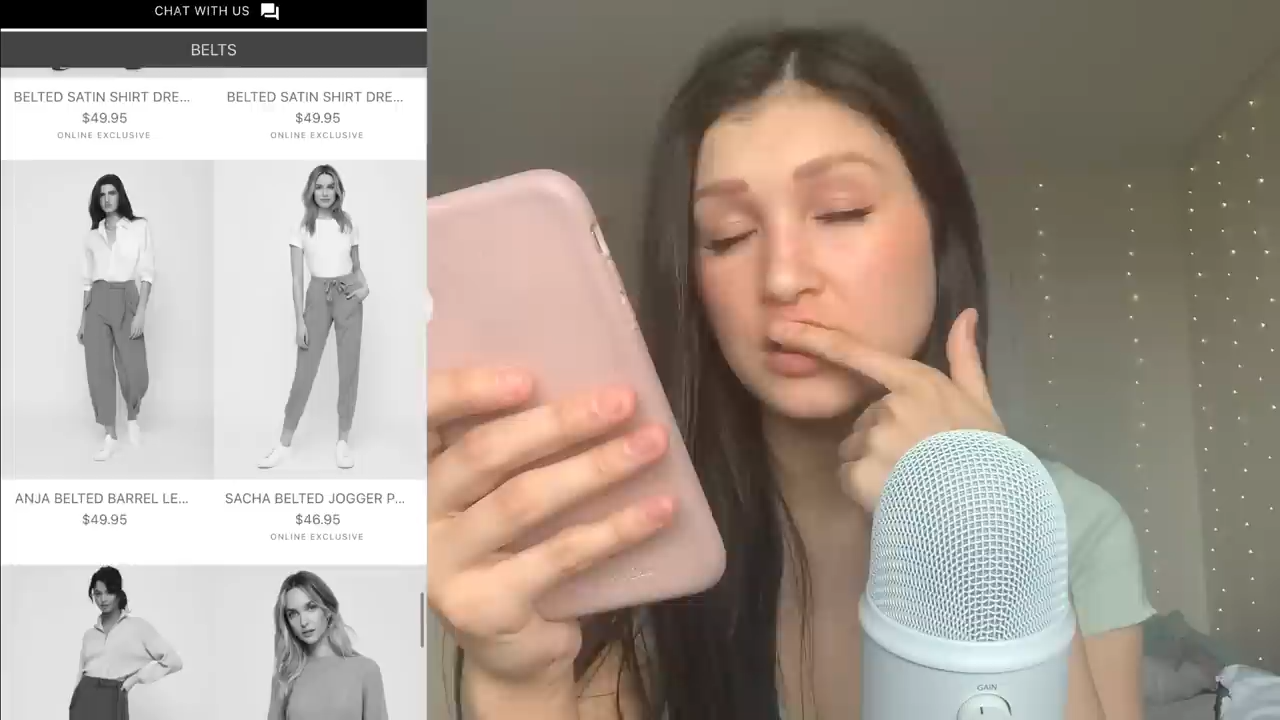 CHAT WITH US
BELTS
BELTED SATIN SHIRT DRE...
$49.95
ONLINE EXCLUSIVE
BELTED SATIN SHIRT DRE...
$49.95
ONLINE EXCLUSIVE
ANJA BELTED BARREL LE...
$49.95
SACHA BELTED JOGGER P...
$46.95
ONLINE EXCLUSIVE
GAIN